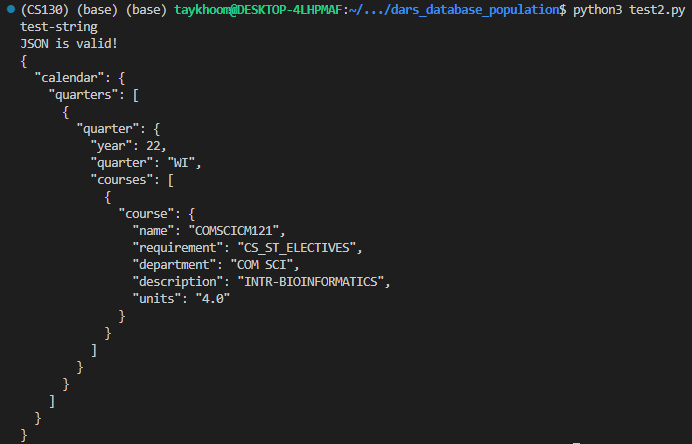 (CS130) (base) (base) taykhoom@DESKTOP-4LHPMAF:~/.../dars_database_population$ python3 test2.py
test-string
JSON is valid!
{
  "calendar": {
    "quarters": [
      {
        "quarter": {
          "year": 22,
          "quarter": "WI",
          "courses": [
            {
              "course": {
                "name": "COMSCICM121",
                "requirement": "CS_ST_ELECTIVES",
                "department": "COM SCI",
                "description": "INTR-BIOINFORMATICS",
                "units": "4.0"
              }
            }
          ]
        }
      }
    ]
  }
}